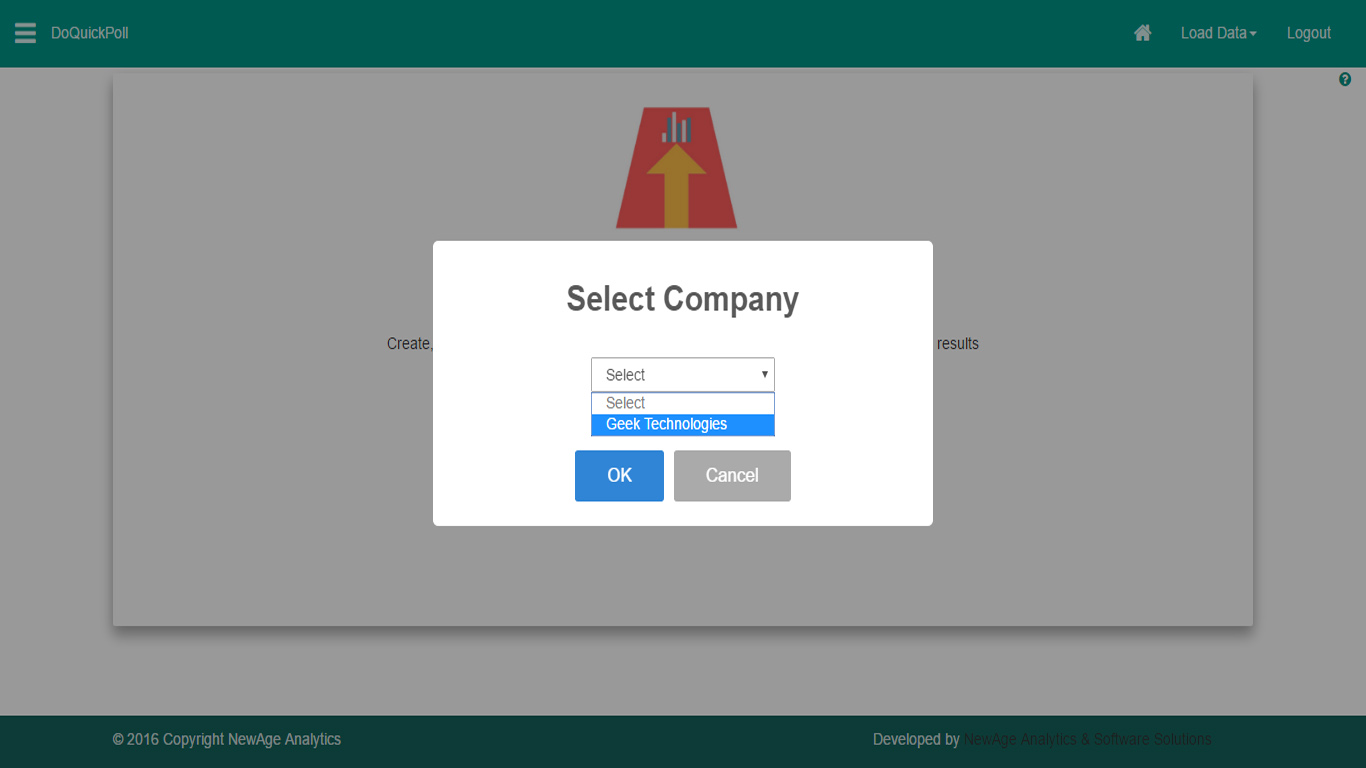 DoQuickPoll
Load Data
Logout
Select Company
Create,
results
Select
Select
Geek Technologies
OK
Cancel
© 2016 Copyright NewAge Analytics
Developed by NewAge Analytics & Software Solutions